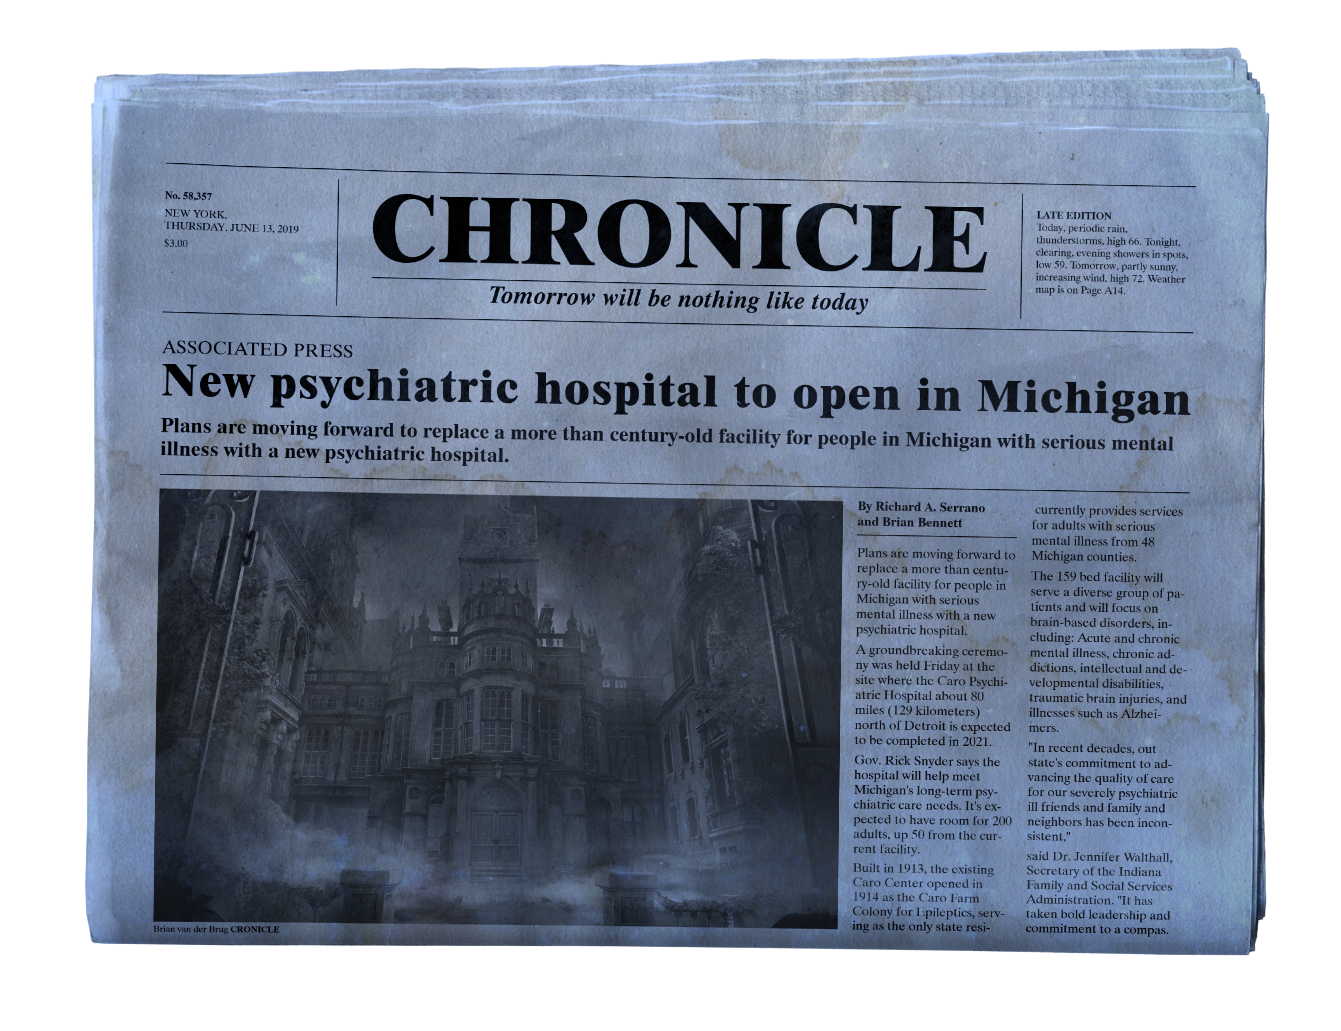 No. 58,357
NEW YORK,
THURSDAY, JUNE 13, 2019
$3.00
CHRONICLE
Tomorrow will be nothing like today
LATE EDITION
Today, periodic rain,
thunderstorms, high 66. Tonight,
clearing, evening showers in spots,
low 59. Tomorrow, partly sunny,
increasing wind, high 72. Weather
map is on Page A14.
ASSOCIATED PRESS
New psychiatric hospital to open in Michigan
Plans are moving forward to replace a more than century-old facility for people in Michigan with serious mental
illness with a new psychiatric hospital.
Brian van der Brug CRONICLE
By Richard A. Serrano
and Brian Bennett
Plans are moving forward to
replace a more than centu-
ry-old facility for people in
Michigan with serious
mental illness with a new
psychiatric hospital.
A groundbreaking ceremo-
ny was held Friday at the
site where the Caro Psychi-
atric Hospital about 80
miles (129 kilometers)
north of Detroit is expected
to be completed in 2021.
Gov. Rick Snyder says the
hospital will help meet
Michigan's long-term psy-
chiatric care needs. It's ex-
pected to have room for 200
adults, up 50 from the cur-
rent facility.
Built in 1913, the existing
Caro Center opened in
1914 as the Caro Farm
Colony for Epileptics, serv-
ing as the only state resi-
currently provides services
for adults with serious
mental illness from 48
Michigan counties.
The 159 bed facility will
serve a diverse group of pa-
tients and will focus on
brain-based disorders, in-
cluding: Acute and chronic
mental illness, chronic ad-
dictions, intellectual and de-
velopmental disabilities,
traumatic brain injuries, and
illnesses such as Alzhei-
mers.
"In recent decades, out
state's commitment to ad-
vancing the quality of care
for our severely psychiatric
ill friends and family and
neighbors has been incon-
sistent,"
said Dr. Jennifer Walthall,
Secretary of the Indiana
Family and Social Services
Administration. "It has
taken bold leadership and
commitment to a compas.